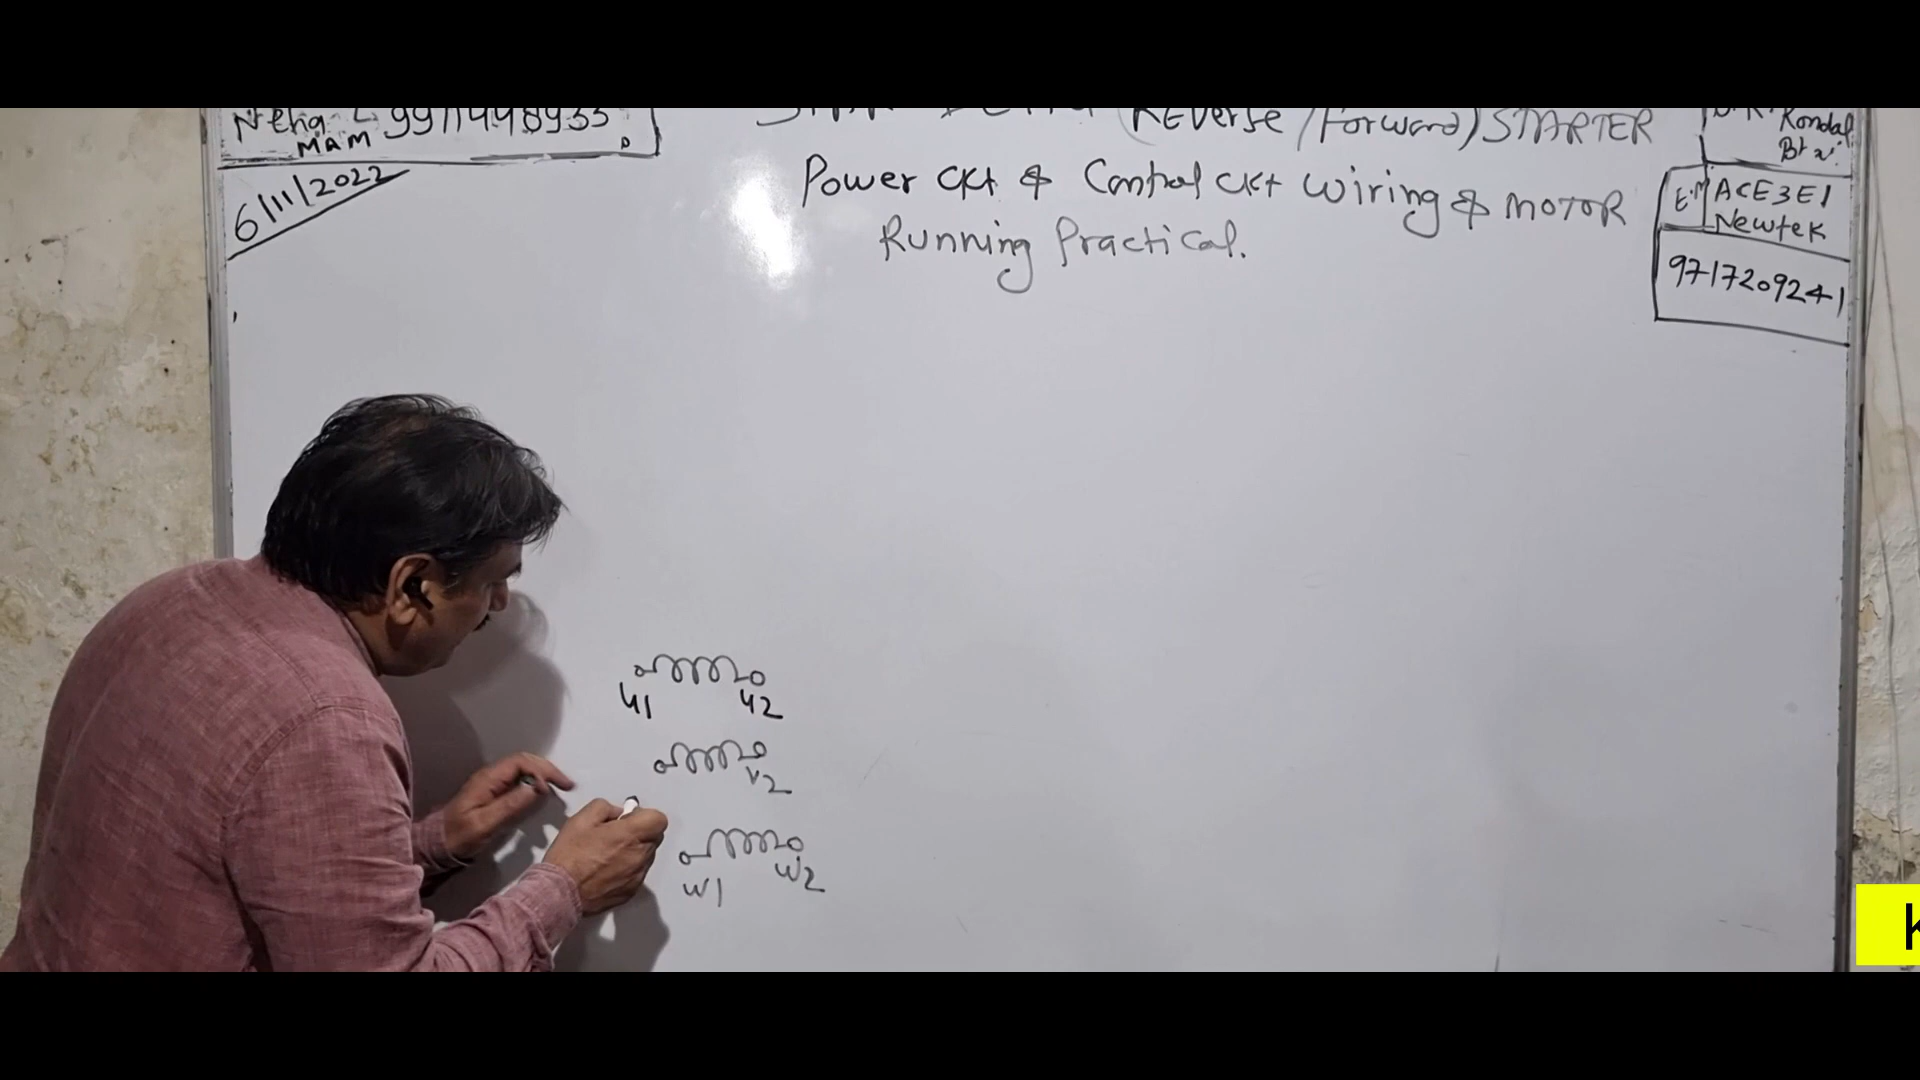 Neha - 9971448935
MAM
6/11/2022
(REVerse/Forward) STARTER
Power CKt & Control CKt Wiring & MOTOR
Running Practical.
Kondal
E.M ACE3E1
Newtek
9717209241
U1 U2
V2
W1 W2
K